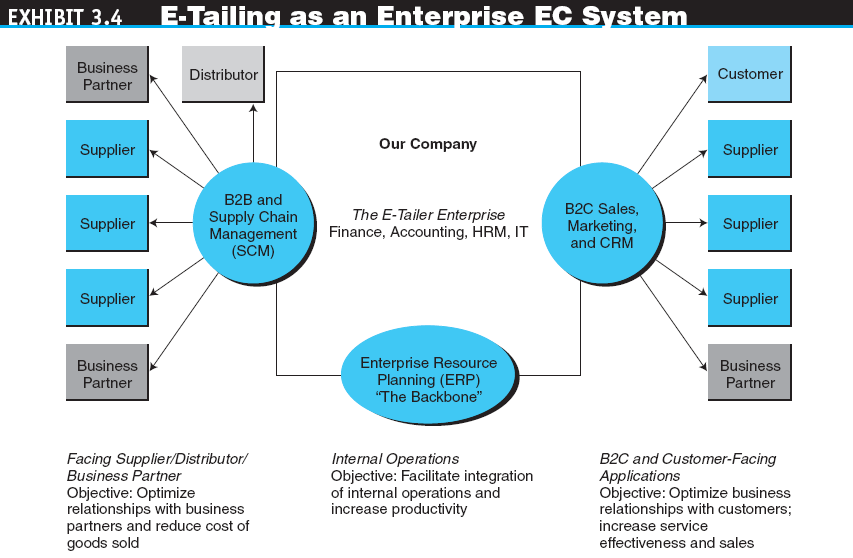 EXHIBIT 3.4 E-Tailing as an Enterprise EC System
Business
Partner
Distributor
Customer
Our Company
Supplier
Supplier
B2B and
Supply Chain
Management
(SCM)
Supplier
The E-Tailer Enterprise
Finance, Accounting, HRM, IT
B2C Sales,
Marketing,
and CRM
Supplier
Supplier
Supplier
Business
Partner
Enterprise Resource
Planning (ERP)
“The Backbone”
Business
Partner
Facing Supplier/Distributor/
Business Partner
Objective: Optimize
relationships with business
partners and reduce cost of
goods sold
Internal Operations
Objective: Facilitate integration
of internal operations and
increase productivity
B2C and Customer-Facing
Applications
Objective: Optimize business
relationships with customers;
increase service
effectiveness and sales